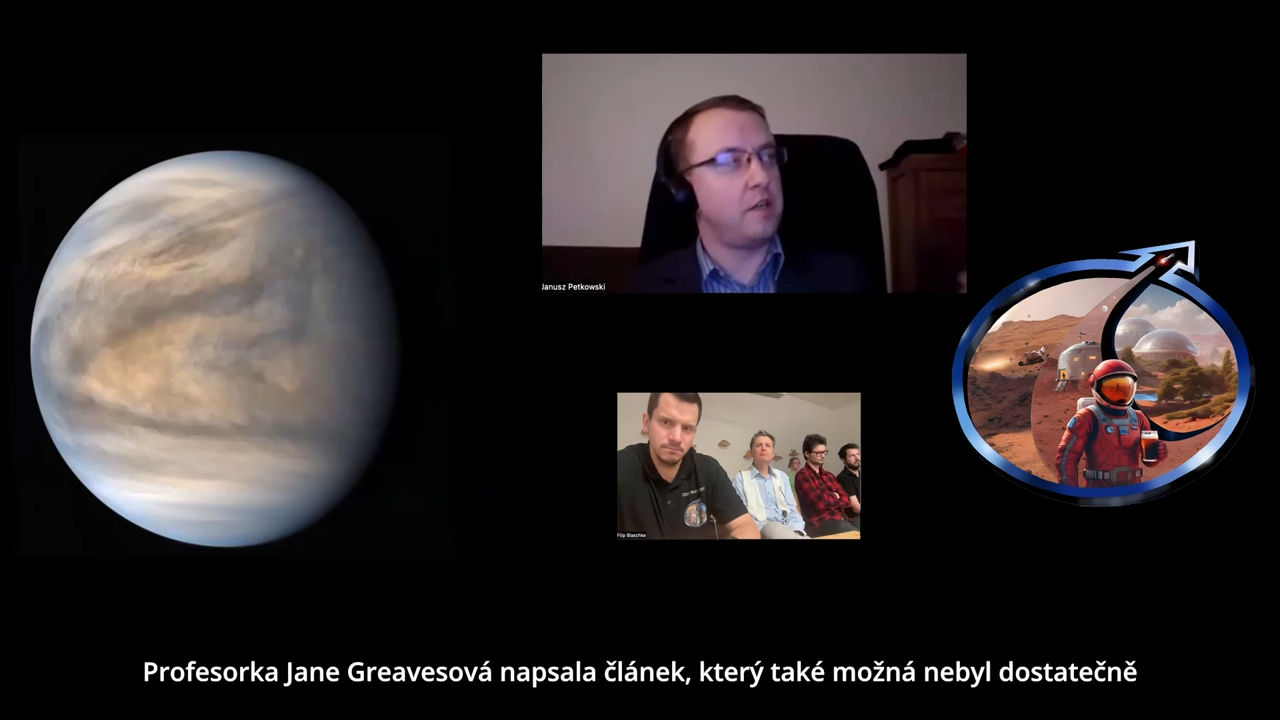 Janusz Petkowski
Filip Blaschke
Profesorka Jane Greavesová napsala článek, který také možná nebyl dostatečně